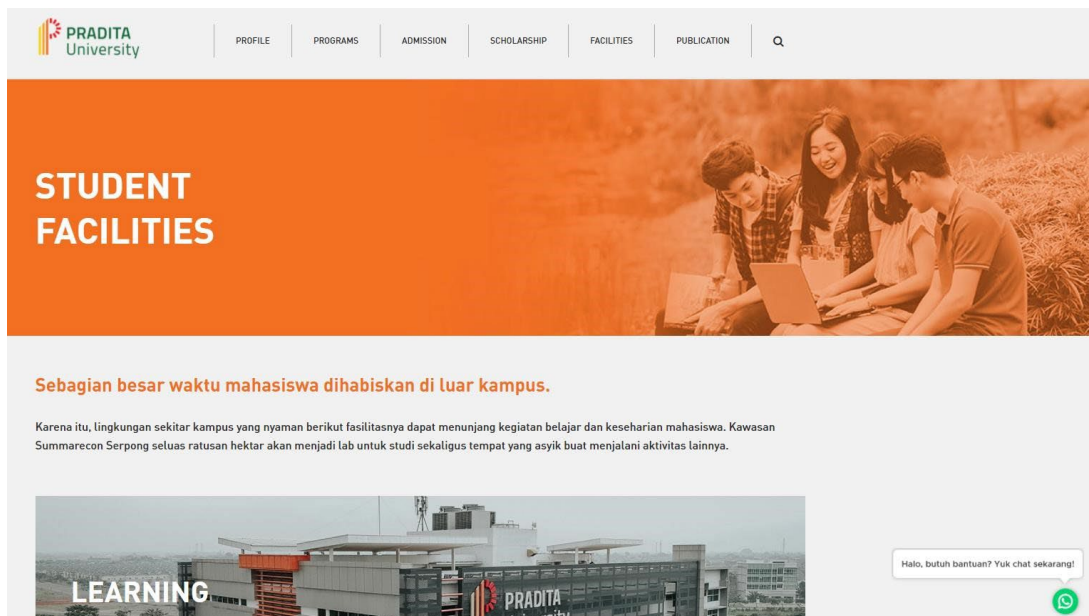 PRADITA
University
PROFILE
PROGRAMS
ADMISSION
SCHOLARSHIP
FACILITIES
PUBLICATION
STUDENT
FACILITIES
Sebagian besar waktu mahasiswa dihabiskan di luar kampus.
Karena itu, lingkungan sekitar kampus yang nyaman berikut fasilitasnya dapat menunjang kegiatan belajar dan keseharian mahasiswa. Kawasan
Summarecon Serpong seluas ratusan hektar akan menjadi lab untuk studi sekaligus tempat yang asyik buat menjalani aktivitas lainnya.
LEARNING
PRADITA
Halo, butuh bantuan? Yuk chat sekarang!